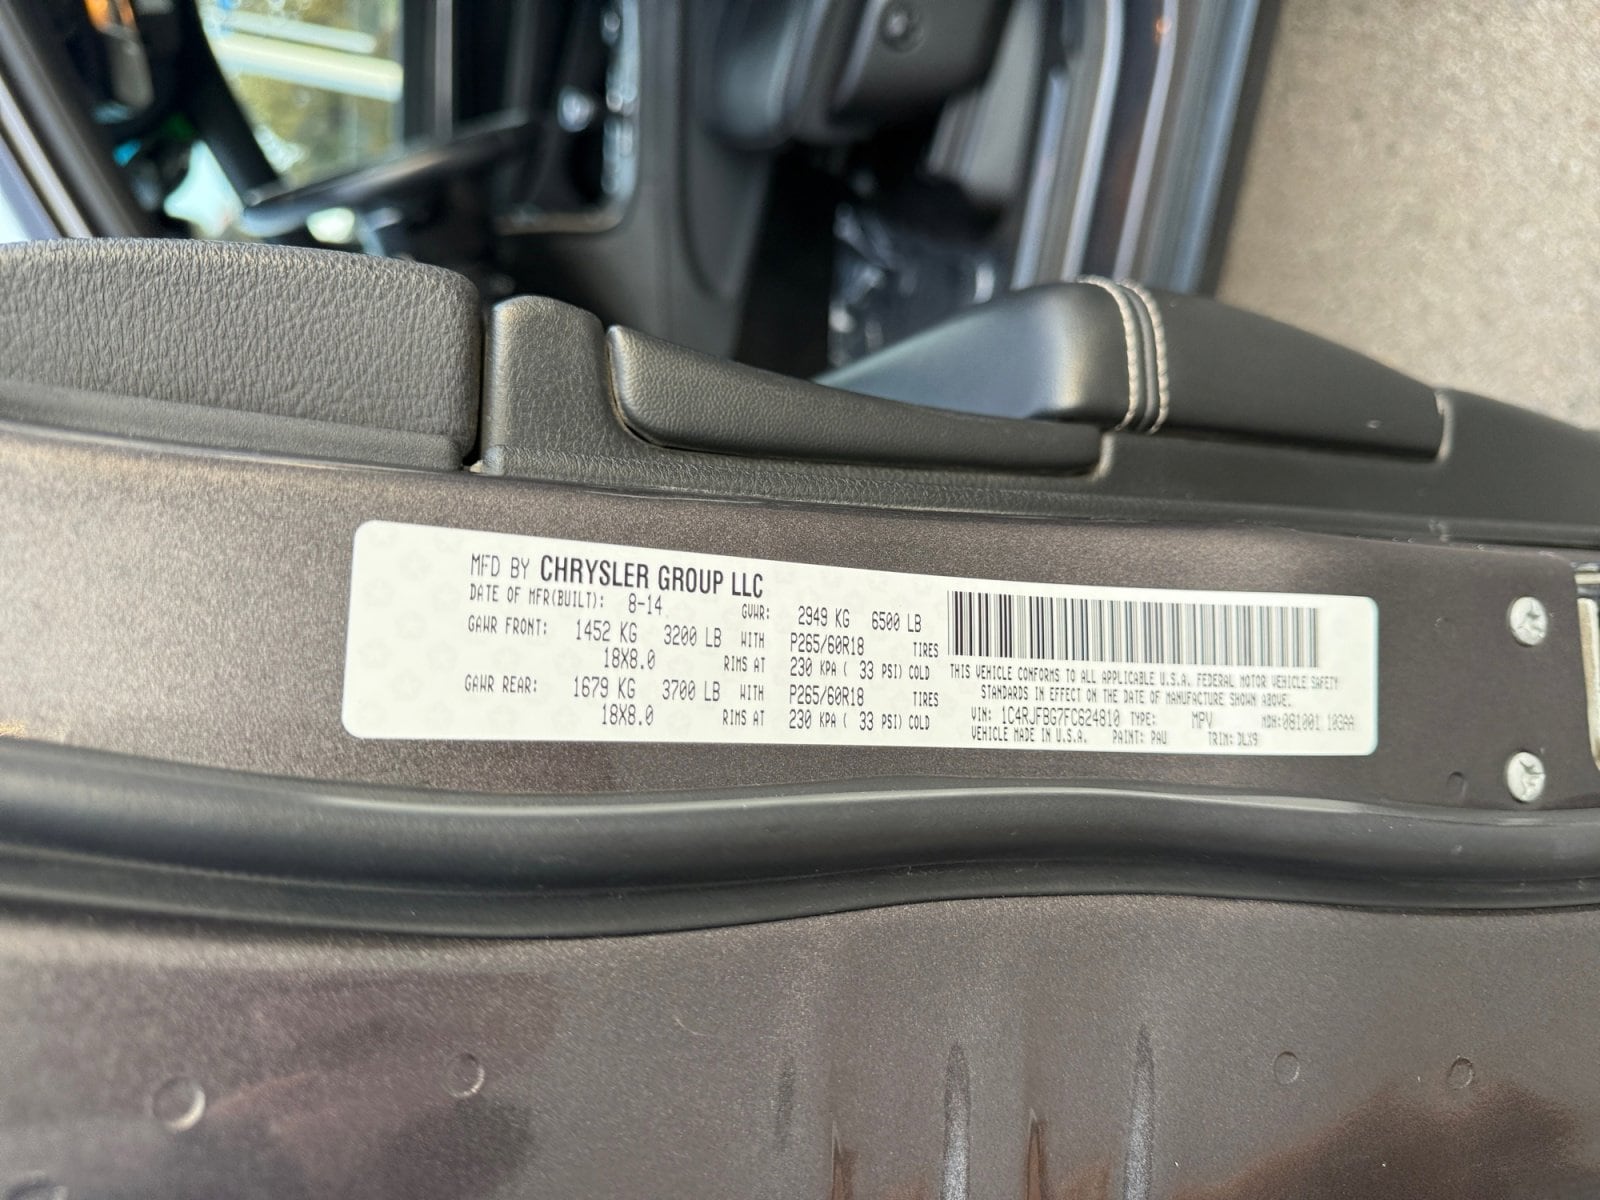 MFD BY CHRYSLER GROUP LLC
DATE OF MFR(BUILT): 8-14 GVWR: 2949 KG 6500 LB
GAWR FRONT: 1452 KG 3200 LB WITH P265/60R18 TIRES
18X8.0 RIMS AT 230 KPA ( 33 PSI) COLD
GAWR REAR: 1679 KG 3700 LB WITH P265/60R18 TIRES
18X8.0 RIMS AT 230 KPA ( 33 PSI) COLD
THIS VEHICLE CONFORMS TO ALL APPLICABLE U.S.A. FEDERAL MOTOR VEHICLE SAFETY
STANDARDS IN EFFECT ON THE DATE OF MANUFACTURE SHOWN ABOVE.
VIN: 1C4RJFBG7FC624810 TYPE: MPV MDH:081001 103AA
VEHICLE MADE IN U.S.A. PAINT: PAU TRIM: DLX9